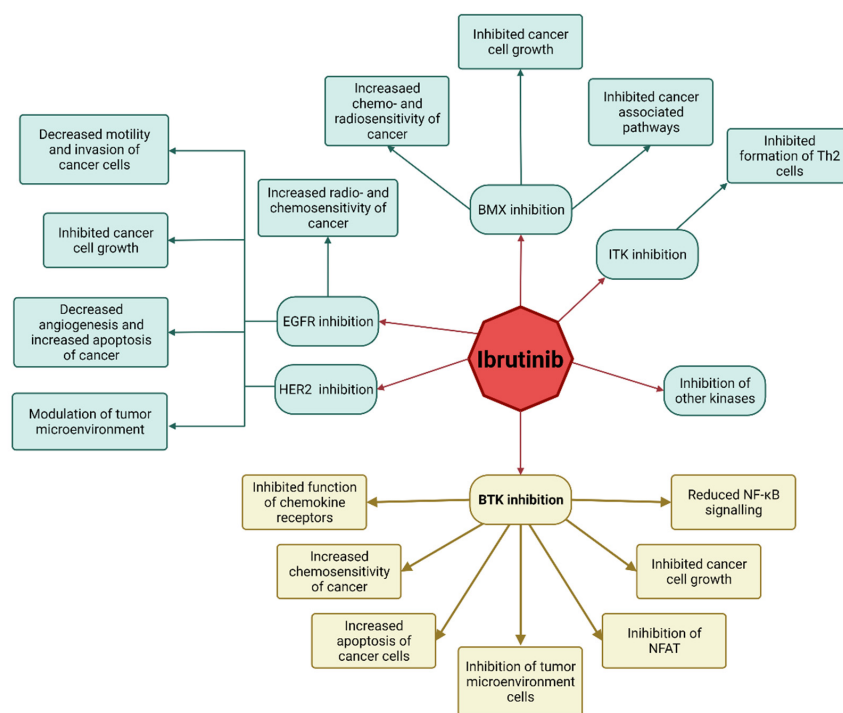 Inhibited cancer
cell growth
Increasaed
chemo- and
radiosensitivity of
cancer
Inhibited cancer
associated
pathways
Decreased motility
and invasion of
cancer cells
Inhibited
formation of Th2
cells
Increased radio- and
chemosensitivity of
cancer
BMX inhibition
Inhibited cancer
cell growth
ITK inhibition
Decreased
angiogenesis and
increased apoptosis
of cancer
EGFR inhibition
Ibrutinib
HER2 inhibition
Inhibition of
other kinases
Modulation of tumor
microenvironment
Inhibited function
of chemokine
receptors
BTK inhibition
Reduced NF-κB
signalling
Increased
chemosensitivity
of cancer
Inhibited cancer
cell growth
Increased
apoptosis of
cancer cells
Inihibition of
NFAT
Inhibition of tumor
microenvironment
cells